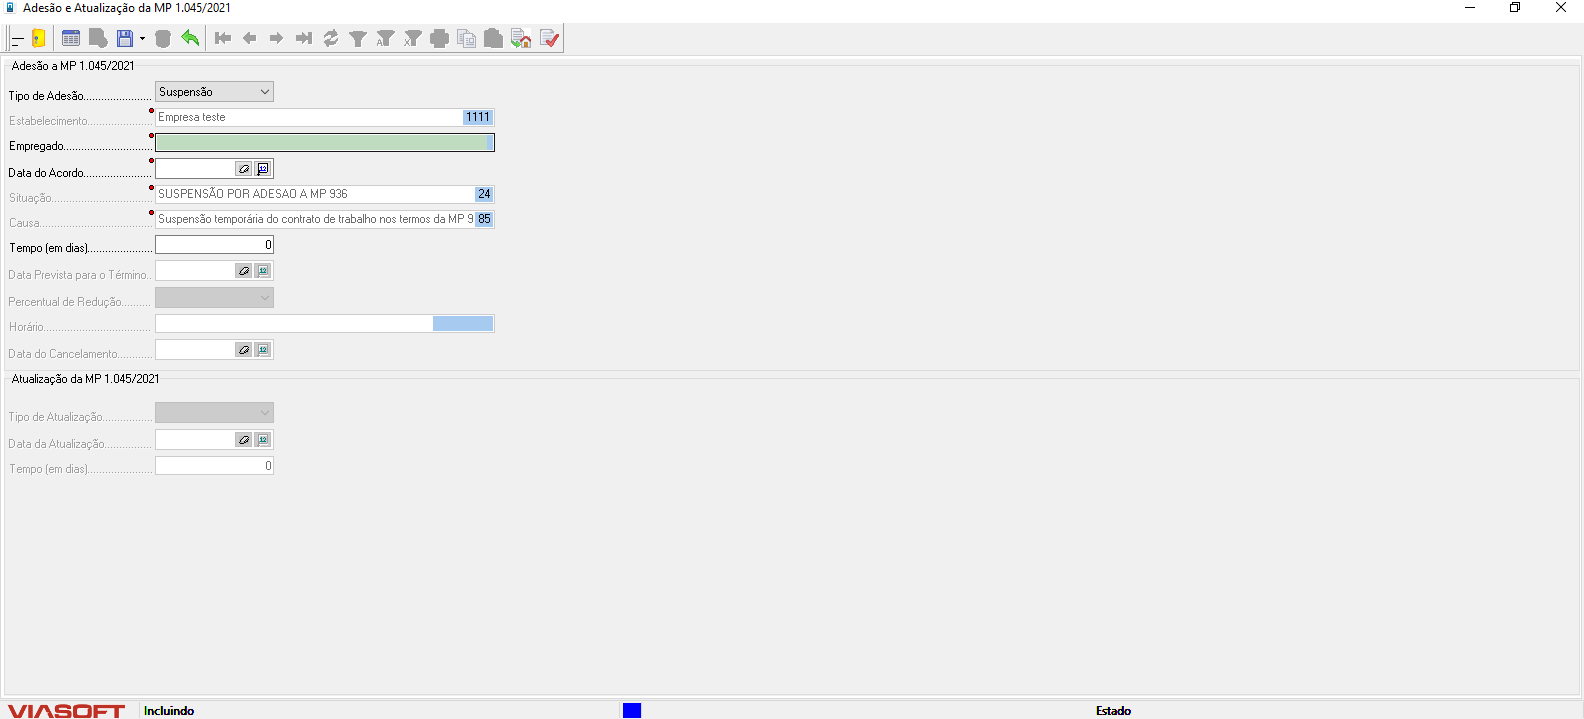 Adesão e Atualização da MP 1.045/2021
Adesão a MP 1.045/2021
Tipo de Adesão....................... Suspensão
Estabelecimento...................... Empresa teste 1111
Empregado.............................
Data do Acordo.......................
Situação................................. SUSPENSÃO POR ADESAO A MP 936 24
Causa..................................... Suspensão temporária do contrato de trabalho nos termos da MP 9 85
Tempo (em dias)...................... 0
Data Prevista para o Término..
Percentual de Redução..........
Horário...................................
Data do Cancelamento............
Atualização da MP 1.045/2021
Tipo de Atualização.................
Data da Atualização................
Tempo (em dias)...................... 0
VIASOFT Incluindo Estado